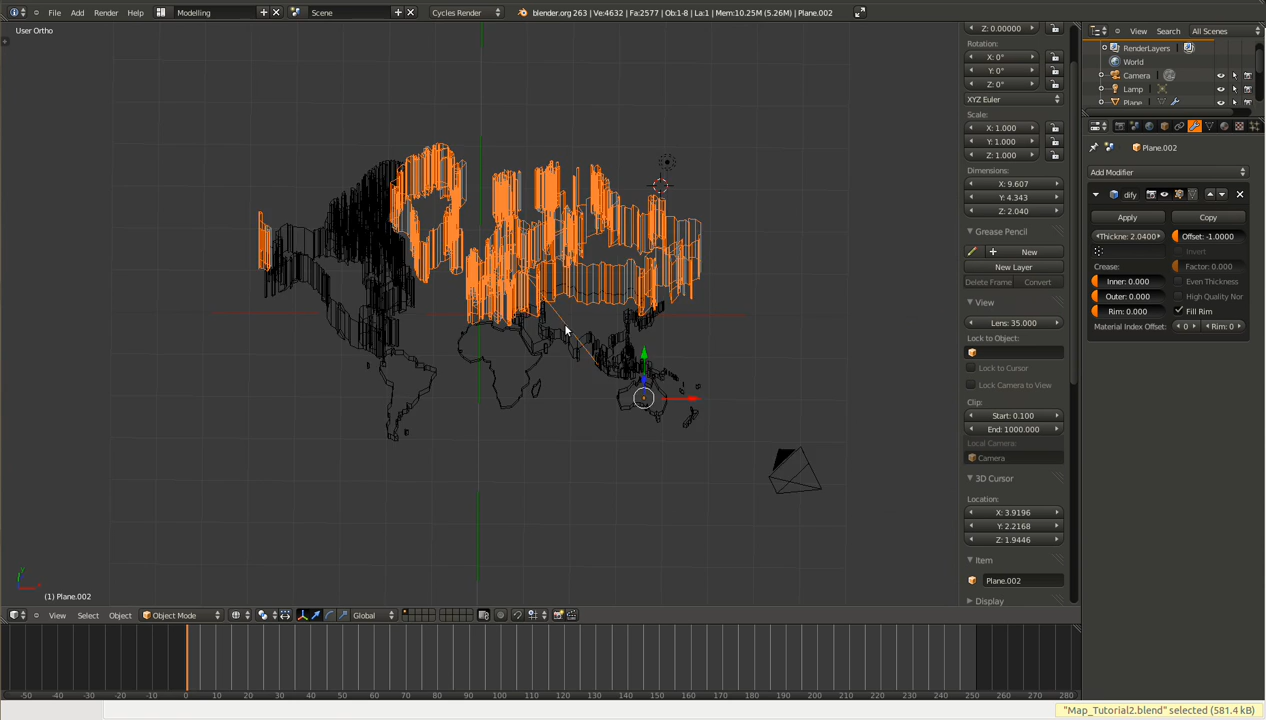 File Add Render Help Modelling Scene Cycles Render blender.org 263 | Ve:4632 | Fa:2577 | Ob:1-8 | La:1 | Mem:10.25M (5.26M) | Plane.002
User Ortho
Z: 0.00000
Rotation:
X: 0°
Y: 0°
Z: 0°
XYZ Euler
Scale:
X: 1.000
Y: 1.000
Z: 1.000
Dimensions:
X: 9.607
Y: 4.343
Z: 2.040
Grease Pencil
New
New Layer
Delete Frame Convert
View
Lens: 35.000
Lock to Object:
Lock to Cursor
Lock Camera to View
Clip:
Start: 0.100
End: 1000.000
Local Camera:
Camera
3D Cursor
Location:
X: 3.9196
Y: 2.2168
Z: 1.9446
Item
Plane.002
Display
View Search All Scenes
RenderLayers
World
Camera
Lamp
Plane
Plane.002
Add Modifier
dify
Apply Copy
Thickne: 2.0400 Offset: -1.0000
Invert
Crease: Factor: 0.000
Inner: 0.000 Even Thickness
Outer: 0.000 High Quality Nor
Rim: 0.000 Fill Rim
Material Index Offset: 0 Rim: 0
(1) Plane.002
View Select Object Object Mode Global
-50 -40 -30 -20 -10 0 10 20 30 40 50 60 70 80 90 100 110 120 130 140 150 160 170 180 190 200 210 220 230 240 250 260 270 280
"Map_Tutorial2.blend" selected (581.4 kB)